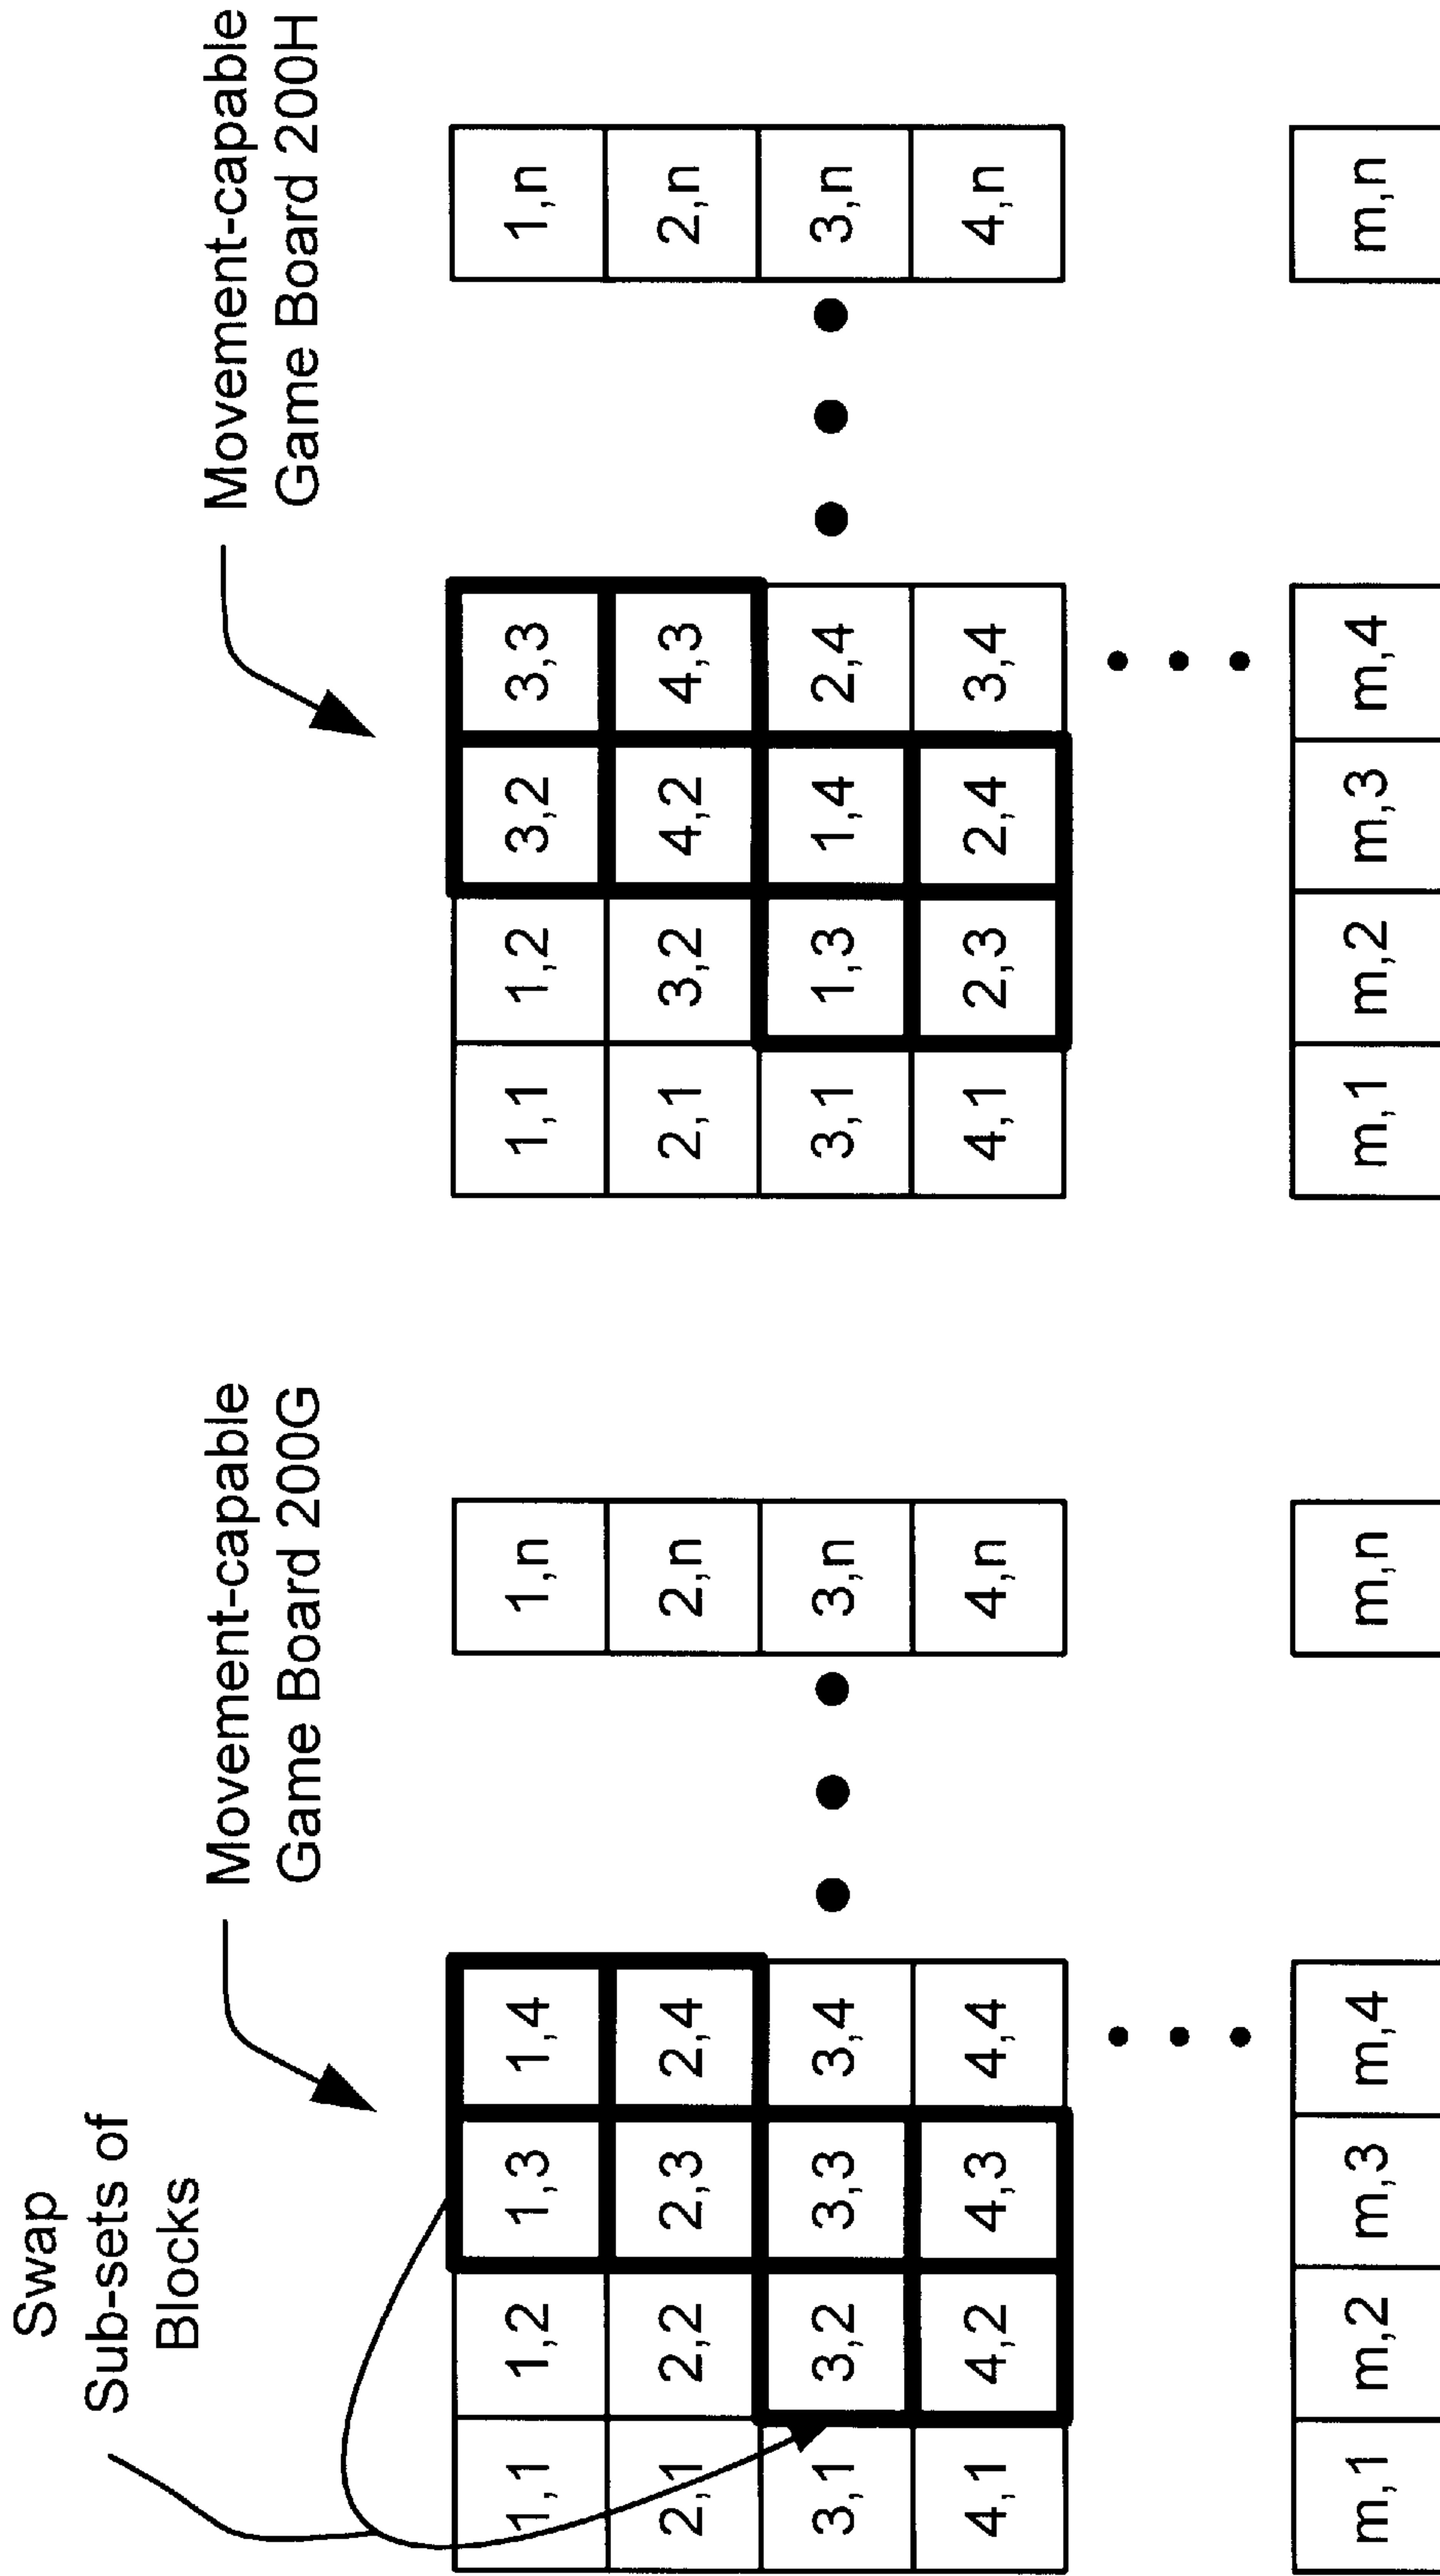 Swap
Sub-sets of
Blocks
Movement-capable
Game Board 200G
1,1 1,2 1,3 1,4 1,n
2,1 2,2 2,3 2,4 2,n
3,1 3,2 3,3 3,4 3,n
4,1 4,2 4,3 4,4 4,n
m,1 m,2 m,3 m,4 m,n
Movement-capable
Game Board 200H
1,1 1,2 3,2 3,3 1,n
2,1 3,2 4,2 4,3 2,n
3,1 1,3 1,4 2,4 3,n
4,1 2,3 2,4 3,4 4,n
m,1 m,2 m,3 m,4 m,n